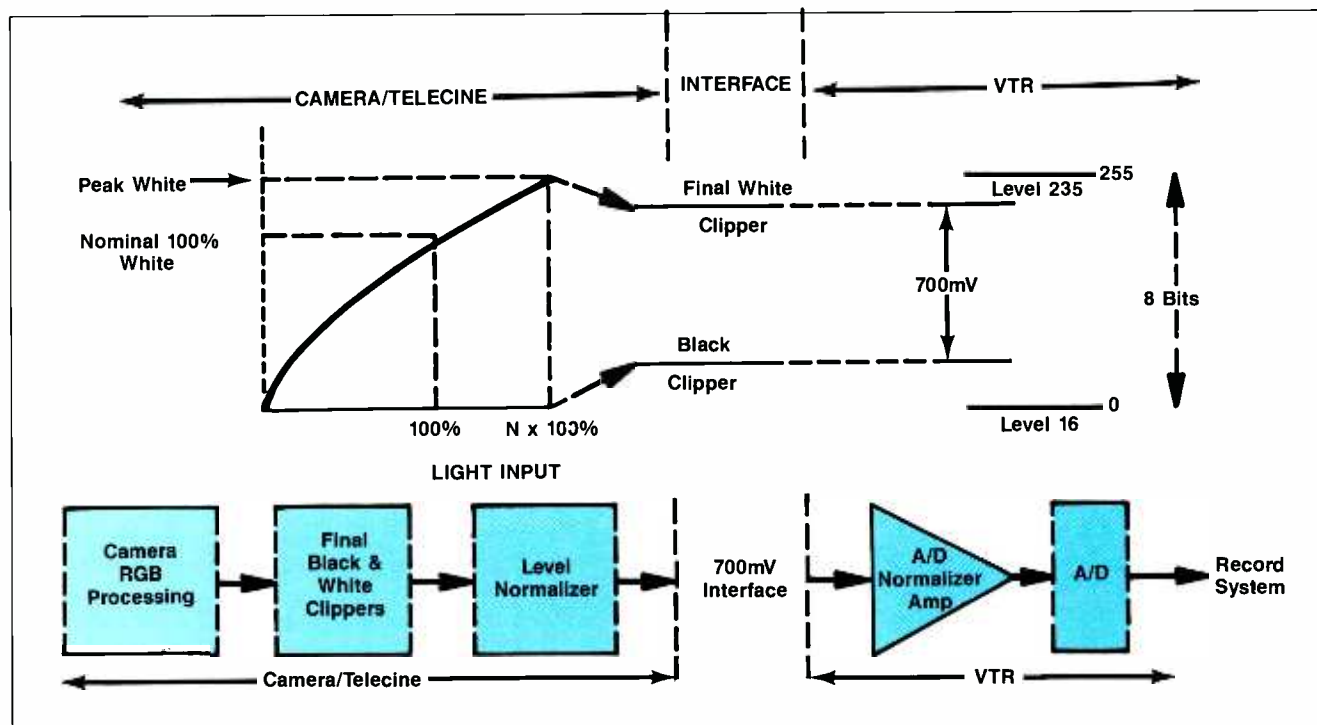 CAMERA/TELECINE
INTERFACE
VTR
Peak White
Nominal 100%
White
Final White
Clipper
Black
Clipper
700mV
255
Level 235
8 Bits
0
Level 16
100%
N x 100%
LIGHT INPUT
Camera
RGB
Processing
Final
Black &
White
Clippers
Level
Normalizer
700mV
Interface
A/D
Normalizer
Amp
A/D
Record
System
Camera/Telecine
VTR